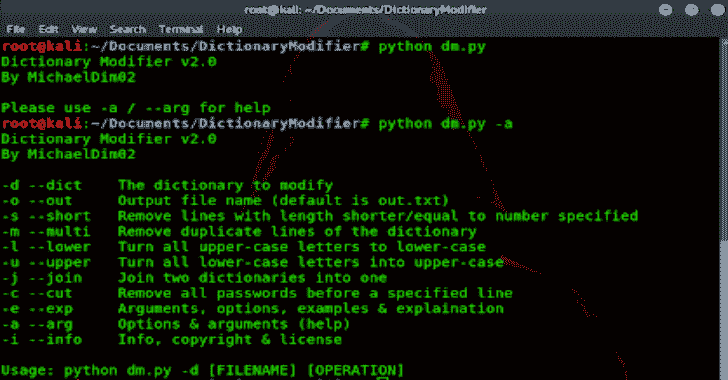 root@kali: ~/Documents/DictionaryModifier
File Edit View Search Terminal Help
root@kali:~/Documents/DictionaryModifier# python dm.py
Dictionary Modifier v2.0
By MichaelDim02
Please use -a / --arg for help
root@kali:~/Documents/DictionaryModifier# python dm.py -a
Dictionary Modifier v2.0
By MichaelDim02
-d --dict The dictionary to modify
-o --out Output file name (default is out.txt)
-s --short Remove lines with length shorter/equal to number specified
-m --multi Remove duplicate lines of the dictionary
-l --lower Turn all upper-case letters to lower-case
-u --upper Turn all lower-case letters into upper-case
-j --join Join two dictionaries into one
-c --cut Remove all passwords before a specified line
-e --exp Arguments, options, examples & explaination
-a --arg Options & arguments (help)
-i --info Info, copyright & license
Usage: python dm.py -d [FILENAME] [OPERATION]